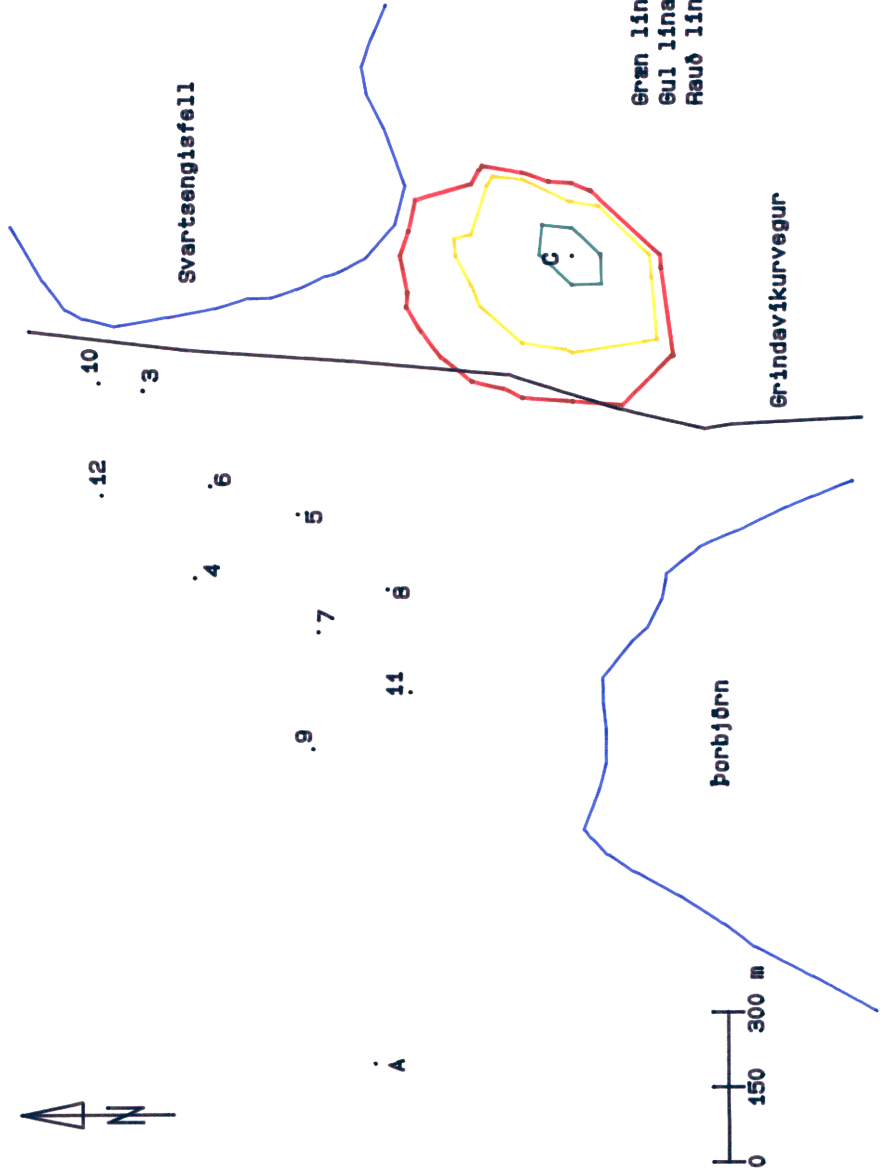 N
Svartsengisfell
10
3
12
6
5
4
8
7
11
9
A
C
Græn lín
Gul lína
Rauð lín
Grindavíkurvegur
Þorbjörn
0 150 300 m